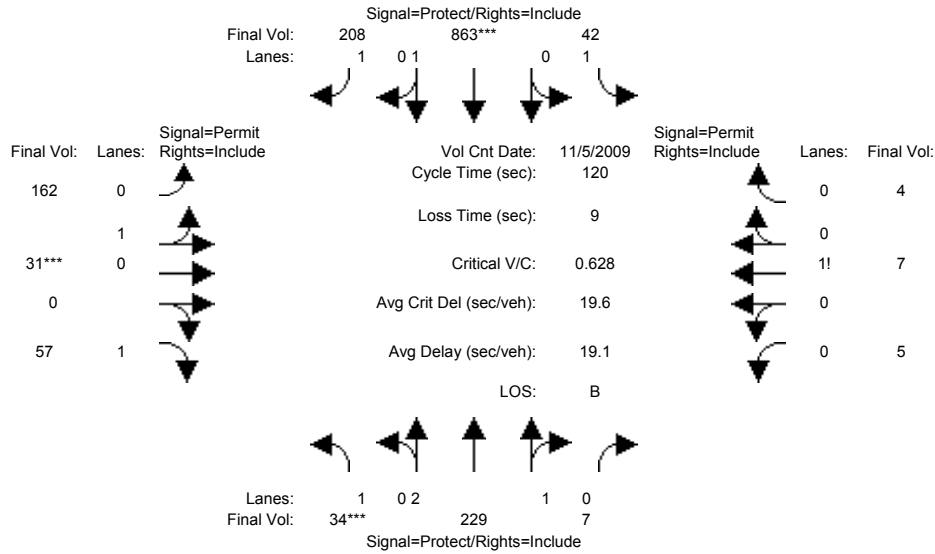 Signal=Protect/Rights=Include
Final Vol: 208 863*** 42
Lanes: 1 0 1 0 1
Signal=Permit
Final Vol: Lanes: Rights=Include
Vol Cnt Date: 11/5/2009
Signal=Permit
Rights=Include Lanes: Final Vol:
Cycle Time (sec): 120
162 0
0 4
Loss Time (sec): 9
1
0
31*** 0
Critical V/C: 0.628
1! 7
0
Avg Crit Del (sec/veh): 19.6
0
57 1
Avg Delay (sec/veh): 19.1
0 5
LOS: B
Lanes: 1 0 2 1 0
Final Vol: 34*** 229 7
Signal=Protect/Rights=Include